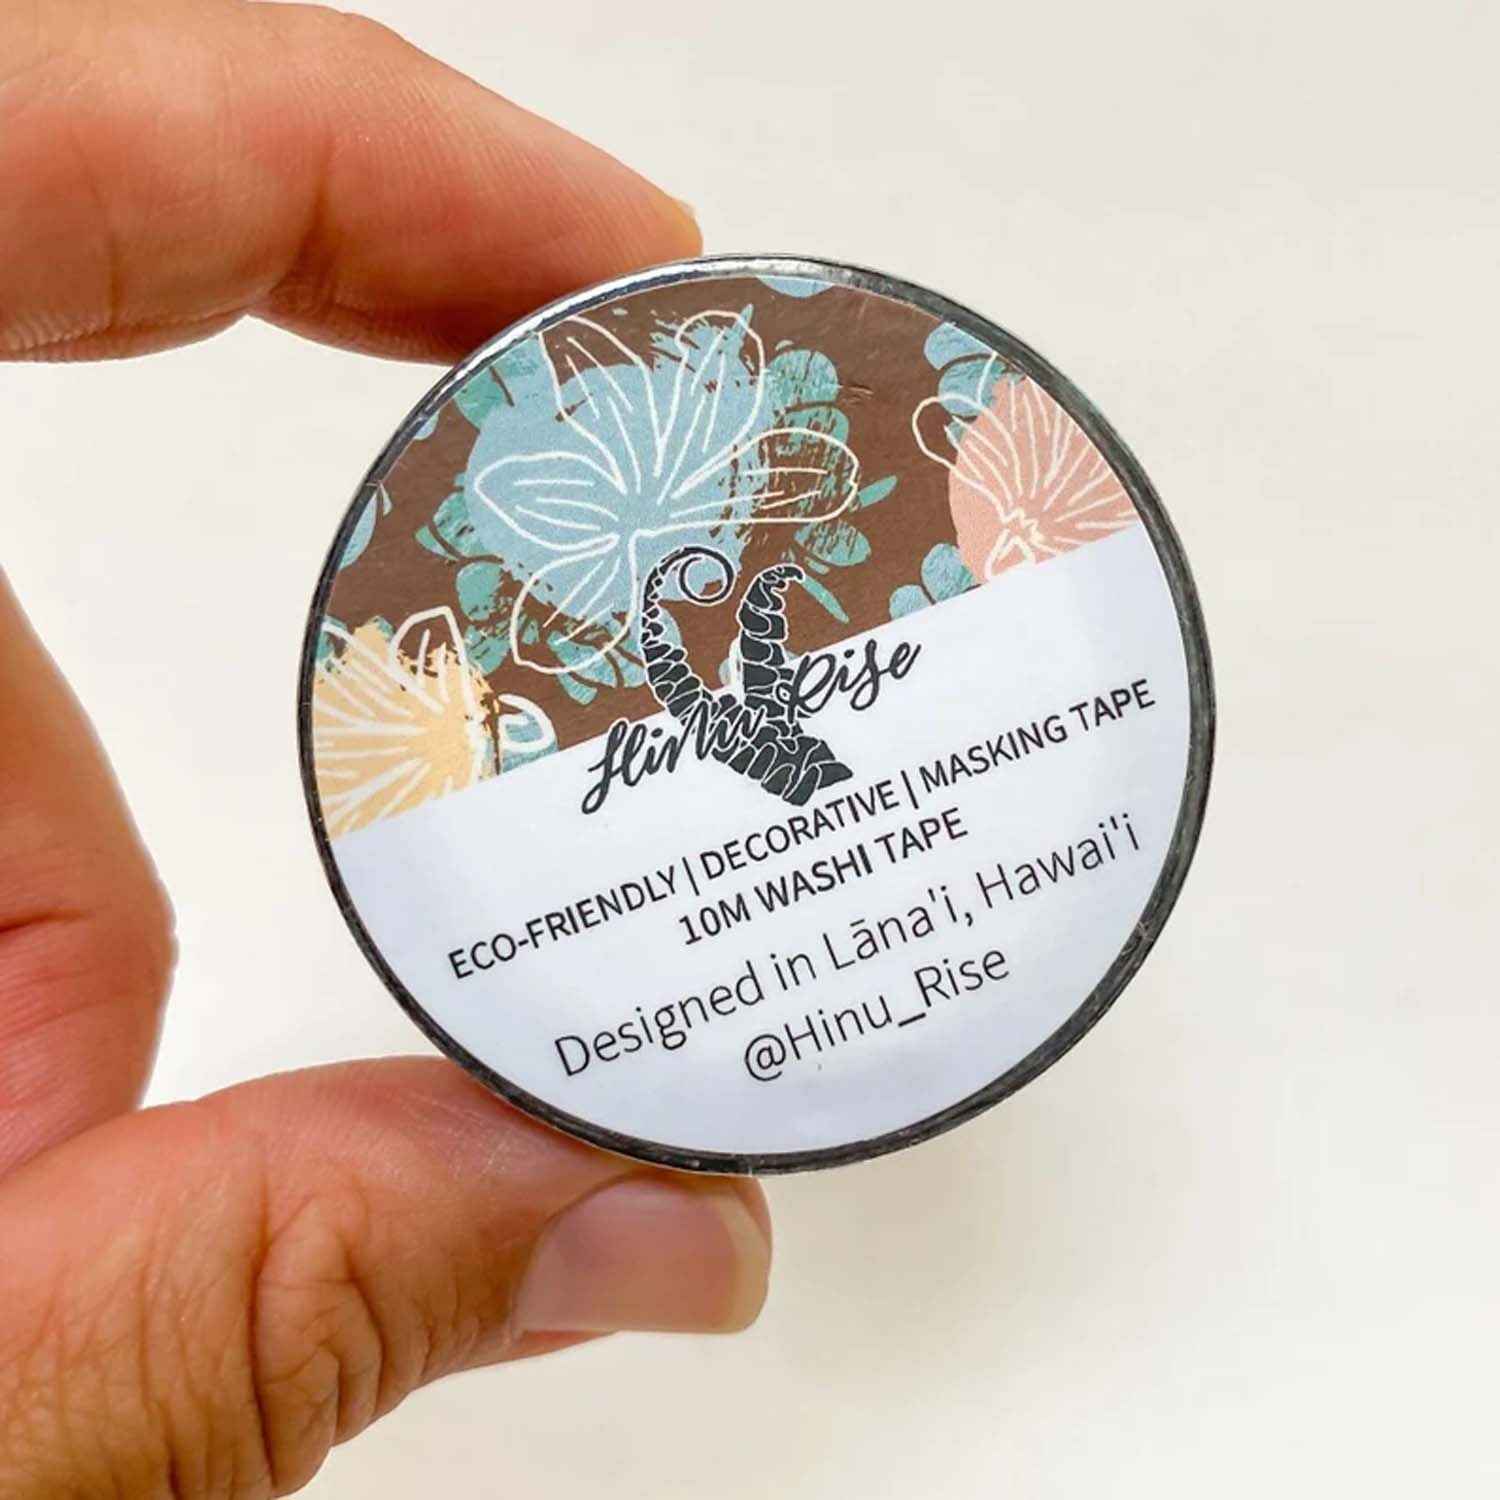 Hinu Rise
ECO-FRIENDLY | DECORATIVE | MASKING TAPE
10M WASHI TAPE
Designed in Lāna'i, Hawai'i
@Hinu_Rise